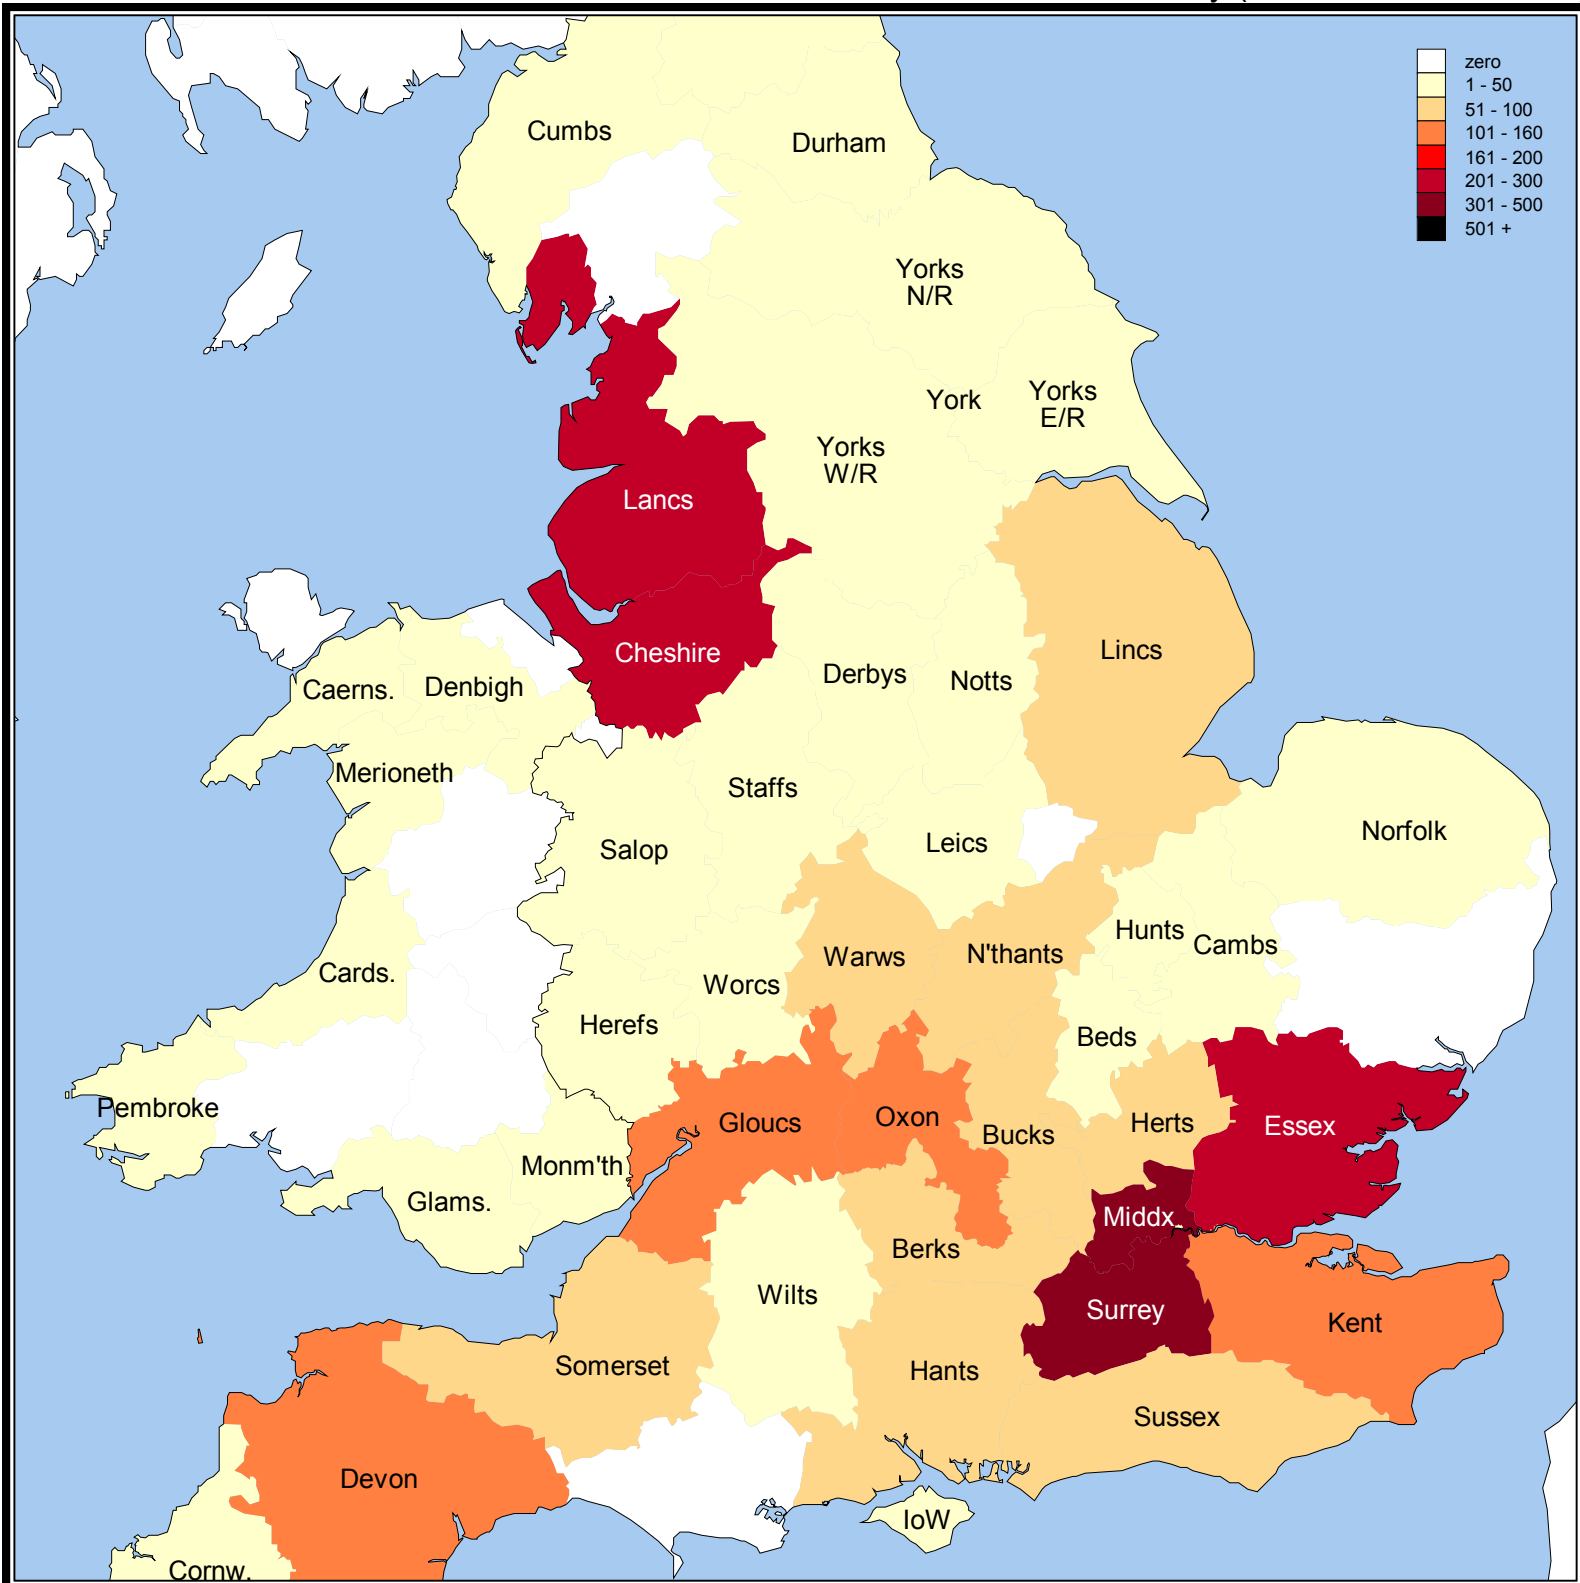 zero
1 - 50
51 - 100
101 - 160
161 - 200
201 - 300
301 - 500
501 +
Cumbs
Durham
Yorks
N/R
York
Yorks
E/R
Yorks
W/R
Lancs
Cheshire
Lincs
Derbys
Notts
Caerns.
Denbigh
Merioneth
Staffs
Salop
Leics
Norfolk
Hunts
Cambs
Warws
N'thants
Cards.
Worcs
Herefs
Beds
Pembroke
Gloucs
Oxon
Bucks
Herts
Essex
Monm'th
Glams.
Middx.
Berks
Wilts
Surrey
Kent
Somerset
Hants
Sussex
Devon
IoW
Cornw.